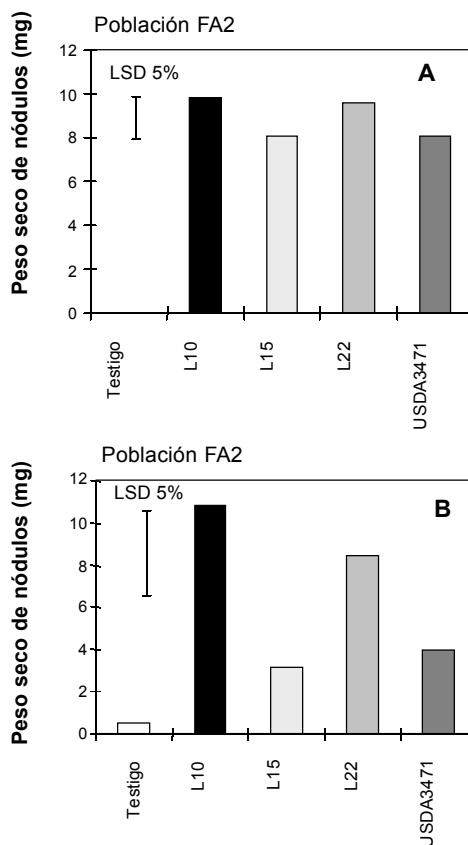 Población FA2
Peso seco de nódulos (mg)
12
10
8
6
4
2
0
LSD 5%
A
Testigo
L10
L15
L22
USDA3471
Población FA2
Peso seco de nódulos (mg)
12
10
8
6
4
2
0
LSD 5%
B
Testigo
L10
L15
L22
USDA3471